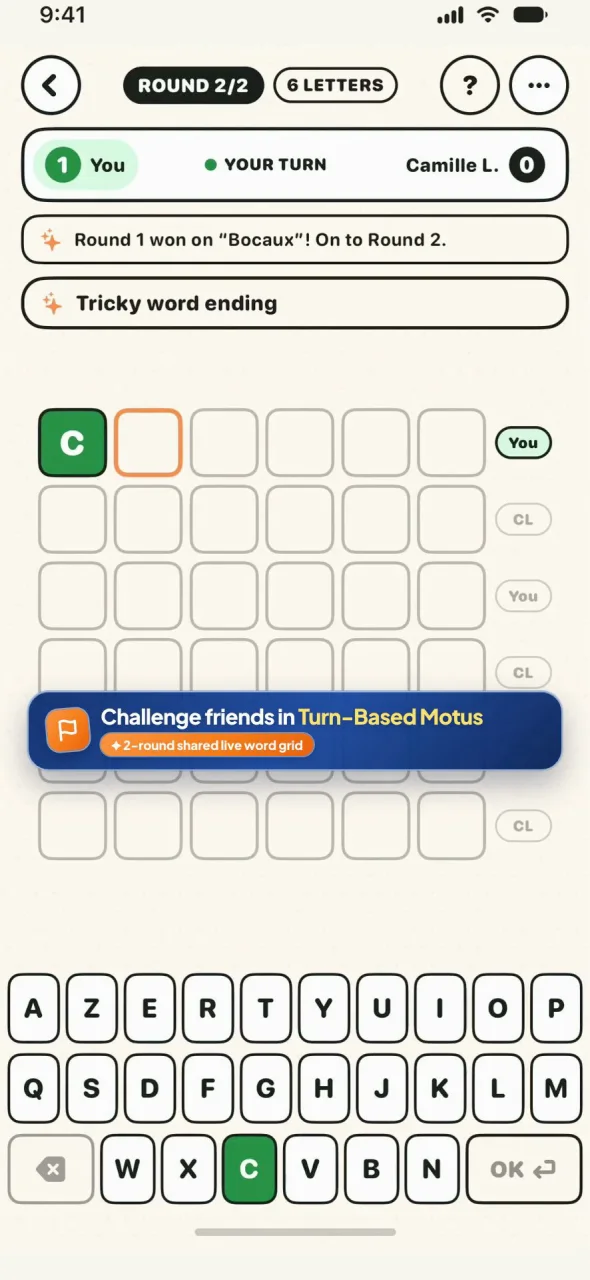 9:41
ROUND 2/2
6 LETTERS
?
1 You
YOUR TURN
Camille L. 0
Round 1 won on “Bocaux”! On to Round 2.
Tricky word ending
C
You
CL
You
CL
Challenge friends in Turn-Based Motus
2-round shared live word grid
CL
A Z E R T Y U I O P
Q S D F G H J K L M
W X C V B N OK